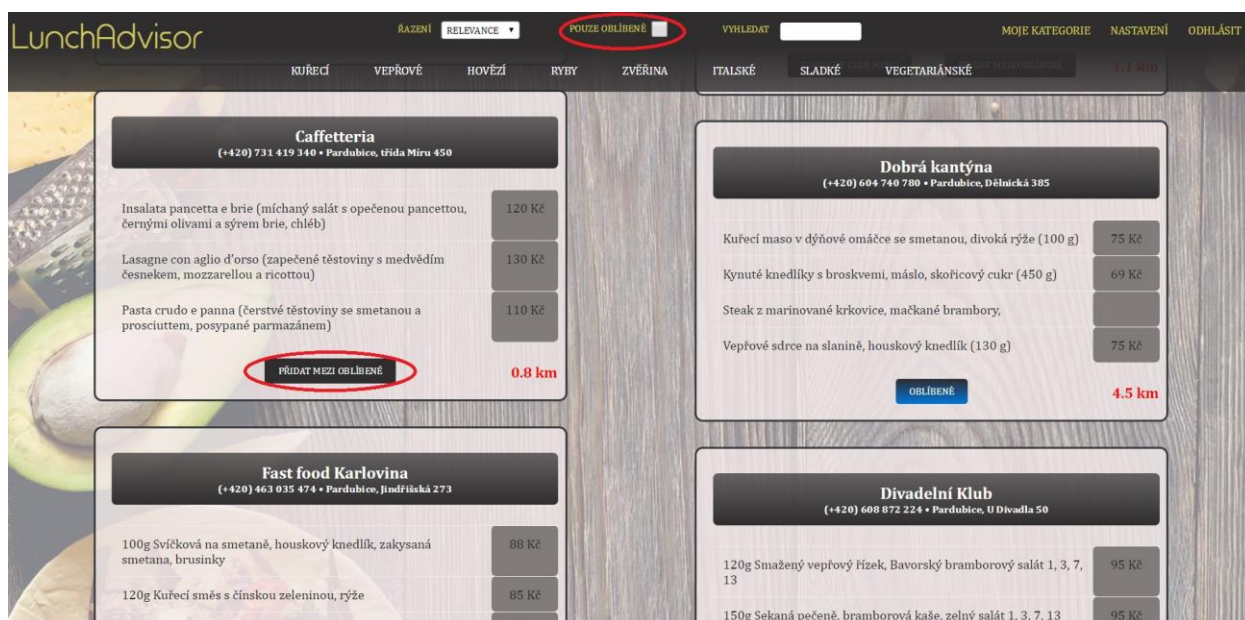 LunchAdvisor
ŘAZENÍ RELEVANCE
POUZE OBLÍBENÉ
VYHLEDAT
MOJE KATEGORIE NASTAVENÍ ODHLÁSIT
KUŘECÍ VEPŘOVÉ HOVĚZÍ RYBY ZVĚŘINA ITALSKÉ SLADKÉ VEGETARIÁNSKÉ
1.1 km
Caffetteria
(+420) 731 419 340 • Pardubice, třída Míru 450
Insalata pancetta e brie (míchaný salát s opečenou pancettou, 120 Kč
černými olivami a sýrem brie, chléb)
Lasagne con aglio d'orso (zapečené těstoviny s medvědím 130 Kč
česnekem, mozzarellou a ricottou)
Pasta crudo e panna (čerstvé těstoviny se smetanou a 110 Kč
prosciuttem, posypané parmazánem)
PŘIDAT MEZI OBLÍBENÉ 0.8 km
Dobrá kantýna
(+420) 604 740 780 • Pardubice, Dělnická 385
Kuřecí maso v dýňové omáčce se smetanou, divoká rýže (100 g) 75 Kč
Kynuté knedlíky s broskvemi, máslo, skořicový cukr (450 g) 69 Kč
Steak z marinované krkovice, mačkané brambory,
Vepřové sdrce na slanině, houskový knedlík (130 g) 75 Kč
OBLÍBENÉ 4.5 km
Fast food Karlovina
(+420) 463 035 474 • Pardubice, Jindřišská 273
100g Svíčková na smetaně, houskový knedlík, zakysaná 88 Kč
smetana, brusinky
120g Kuřecí směs s čínskou zeleninou, rýže 85 Kč
Divadelní Klub
(+420) 608 872 224 • Pardubice, U Divadla 50
120g Smažený vepřový řízek, Bavorský bramborový salát 1, 3, 7, 95 Kč
13
150g Sekaná pečeně, bramborová kaše, zelný salát 1, 3, 7, 13 95 Kč